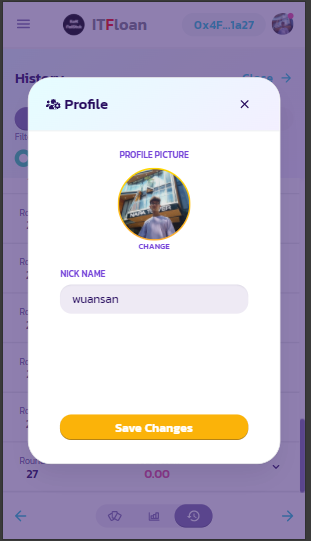 ITFloan
0x4F...1a27
History
Close
Profile
PROFILE PICTURE
CHANGE
NICK NAME
wuansan
Save Changes
27
0.00